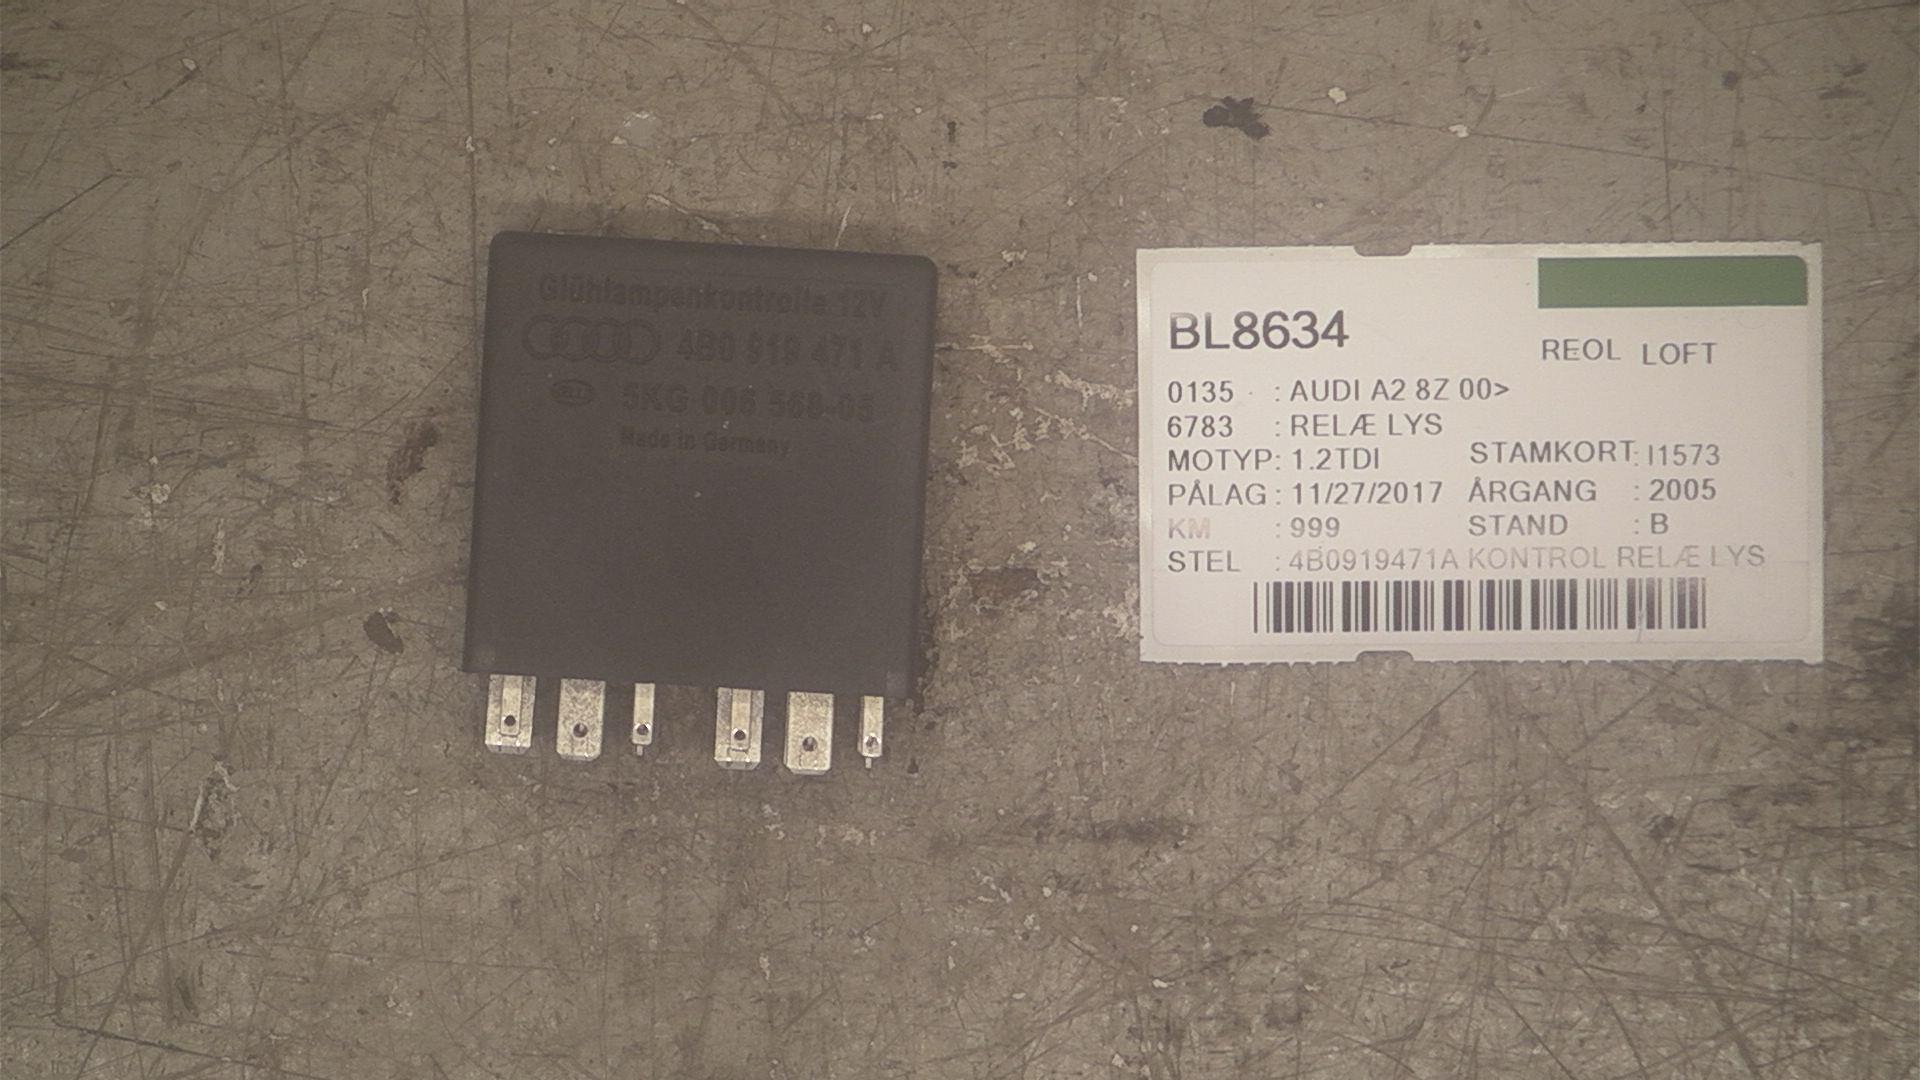 Glühlampenkontrolle 12V
4B0 919 471 A
5KG 006 568-05
Made in Germany
BL8634
REOL LOFT
0135 : AUDI A2 8Z 00>
6783 : RELÆ LYS
MOTYP: 1.2TDI STAMKORT: I1573
PÅLAG : 11/27/2017 ÅRGANG : 2005
KM : 999 STAND : B
STEL : 4B0919471A KONTROL RELÆ LYS